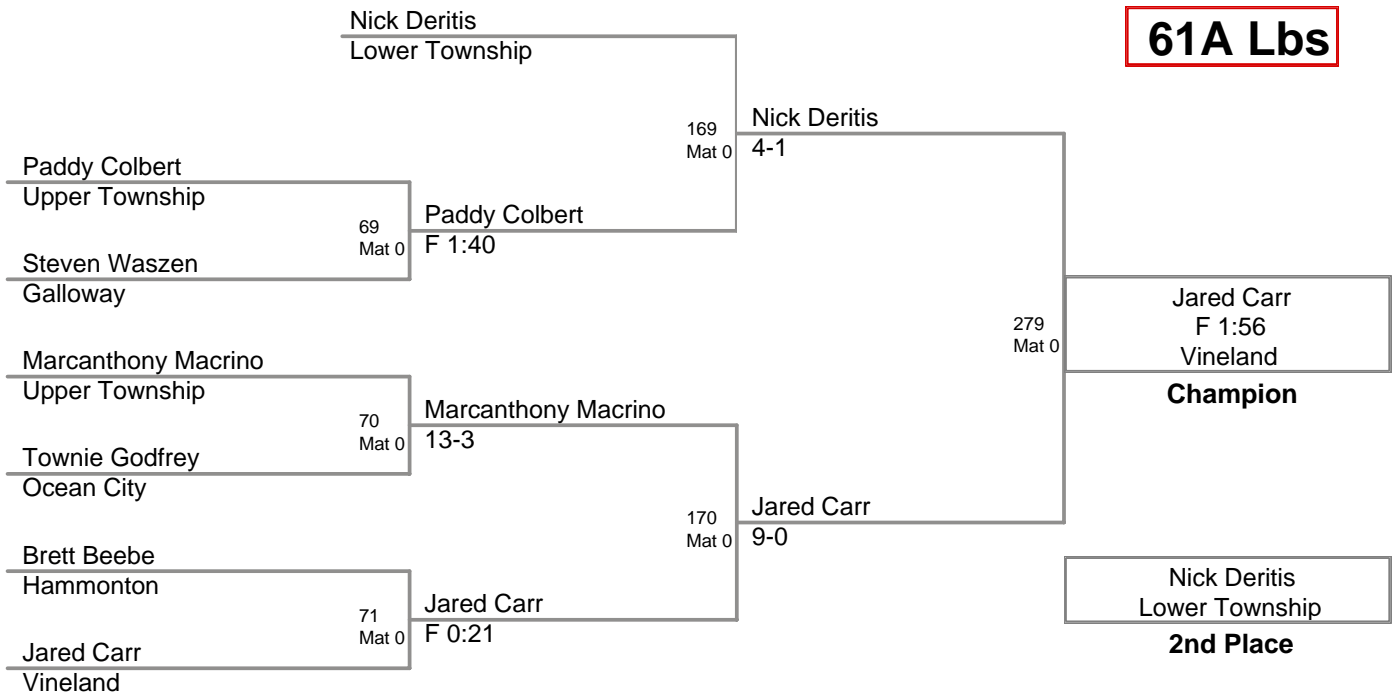 Nick Deritis
Lower Township
61A Lbs
169
Mat 0
Nick Deritis
4-1
Paddy Colbert
Upper Township
69
Mat 0
Paddy Colbert
F 1:40
Steven Waszen
Galloway
279
Mat 0
Jared Carr
F 1:56
Vineland
Champion
Marcanthony Macrino
Upper Township
70
Mat 0
Marcanthony Macrino
13-3
Townie Godfrey
Ocean City
170
Mat 0
Jared Carr
9-0
Brett Beebe
Hammonton
71
Mat 0
Jared Carr
F 0:21
Jared Carr
Vineland
Nick Deritis
Lower Township
2nd Place